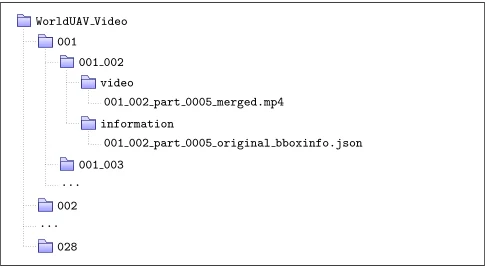 WorldUAV_Video
001
001_002
video
001_002_part_0005_merged.mp4
information
001_002_part_0005_original_bboxinfo.json
001_003
...
002
...
028